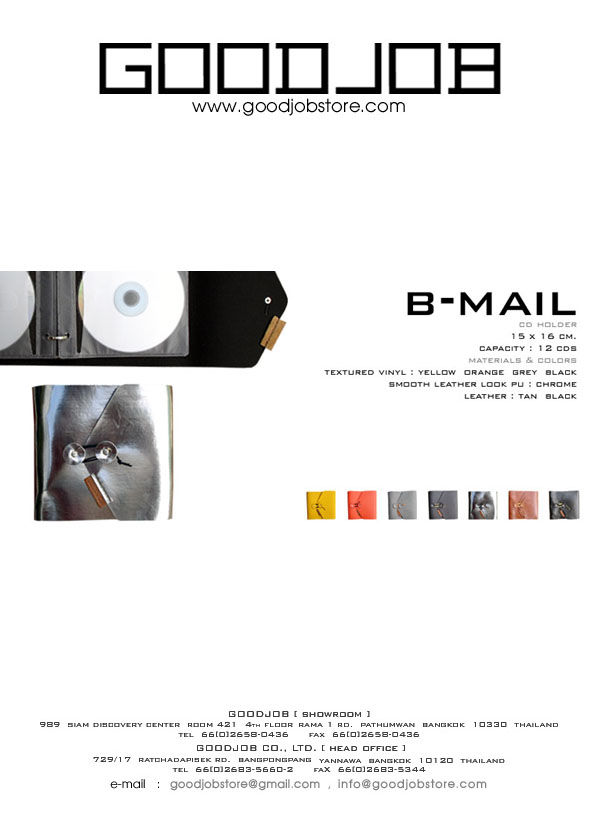 GOODJOB
www.goodjobstore.com
B-MAIL
CD HOLDER
15 X 16 CM.
CAPACITY : 12 CDS
MATERIALS & COLORS
TEXTURED VINYL : YELLOW ORANGE GREY BLACK
SMOOTH LEATHER LOOK PU : CHROME
LEATHER : TAN BLACK
GOODJOB [ SHOWROOM ]
989 SIAM DISCOVERY CENTER ROOM 421 4TH FLOOR RAMA 1 RD. PATHUMWAN BANGKOK 10330 THAILAND
TEL 66(0)2658-0436 FAX 66(0)2658-0436
GOODJOB CO., LTD. [ HEAD OFFICE ]
729/17 RATCHADAPISEK RD. BANGPONGPANG YANNAWA BANGKOK 10120 THAILAND
TEL 66(0)2683-5660-2 FAX 66(0)2683-5344
e-mail : goodjobstore@gmail.com , info@goodjobstore.com